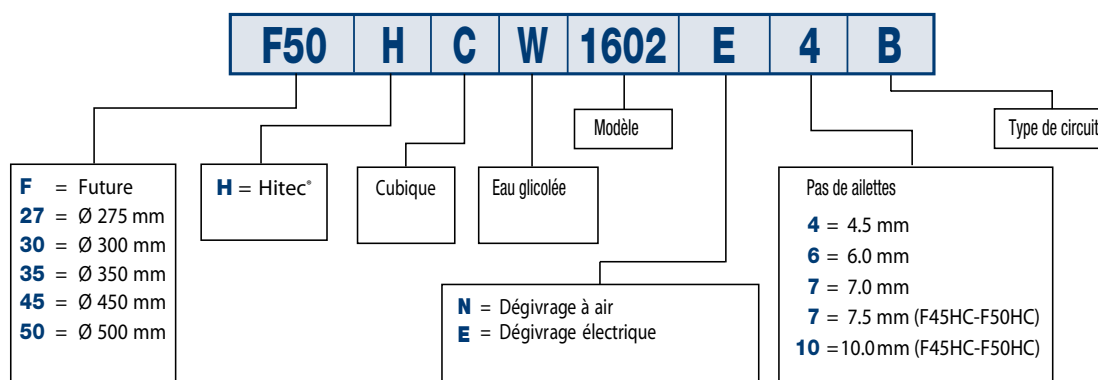 F50 H C W 1602 E 4 B
Modèle
Type de circuit
F = Future
27 = Ø 275 mm
30 = Ø 300 mm
35 = Ø 350 mm
45 = Ø 450 mm
50 = Ø 500 mm
H = Hitec®
Cubique
Eau glicolée
N = Dégivrage à air
E = Dégivrage électrique
Pas de ailettes
4 = 4.5 mm
6 = 6.0 mm
7 = 7.0 mm
7 = 7.5 mm (F45HC-F50HC)
10 =10.0 mm (F45HC-F50HC)